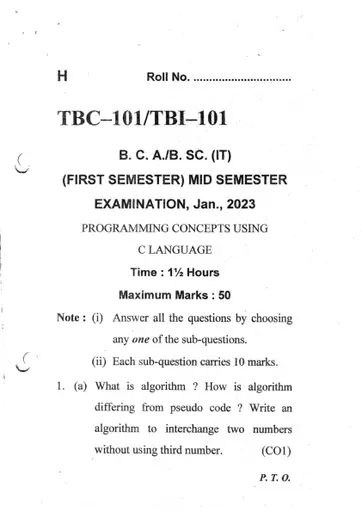 H Roll No. ..............................
TBC–101/TBI–101
B. C. A./B. SC. (IT)
(FIRST SEMESTER) MID SEMESTER
EXAMINATION, Jan., 2023
PROGRAMMING CONCEPTS USING
C LANGUAGE
Time : 1½ Hours
Maximum Marks : 50
Note : (i) Answer all the questions by choosing
any one of the sub-questions.
(ii) Each sub-question carries 10 marks.
1. (a) What is algorithm ? How is algorithm
differing from pseudo code ? Write an
algorithm to interchange two numbers
without using third number. (CO1)
P. T. O.